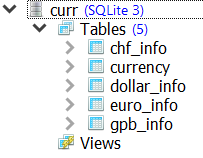 curr (SQLite 3)
Tables (5)
chf_info
currency
dollar_info
euro_info
gpb_info
Views